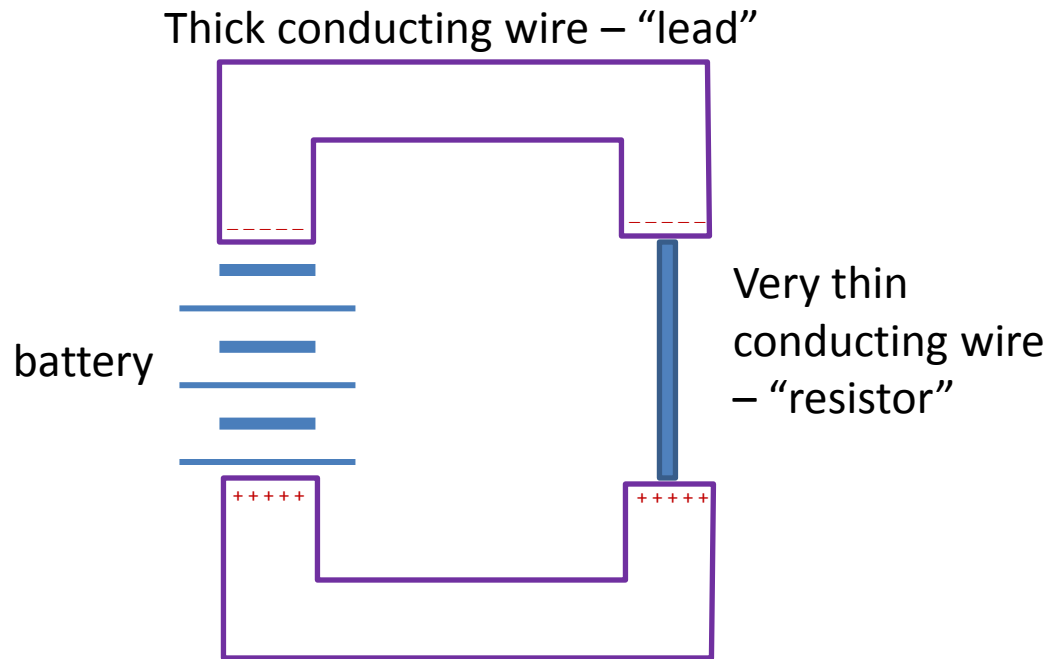 Thick conducting wire – “lead”
– – – – –
– – – – –
battery
Very thin
conducting wire
– “resistor”
+ + + + +
+ + + + +